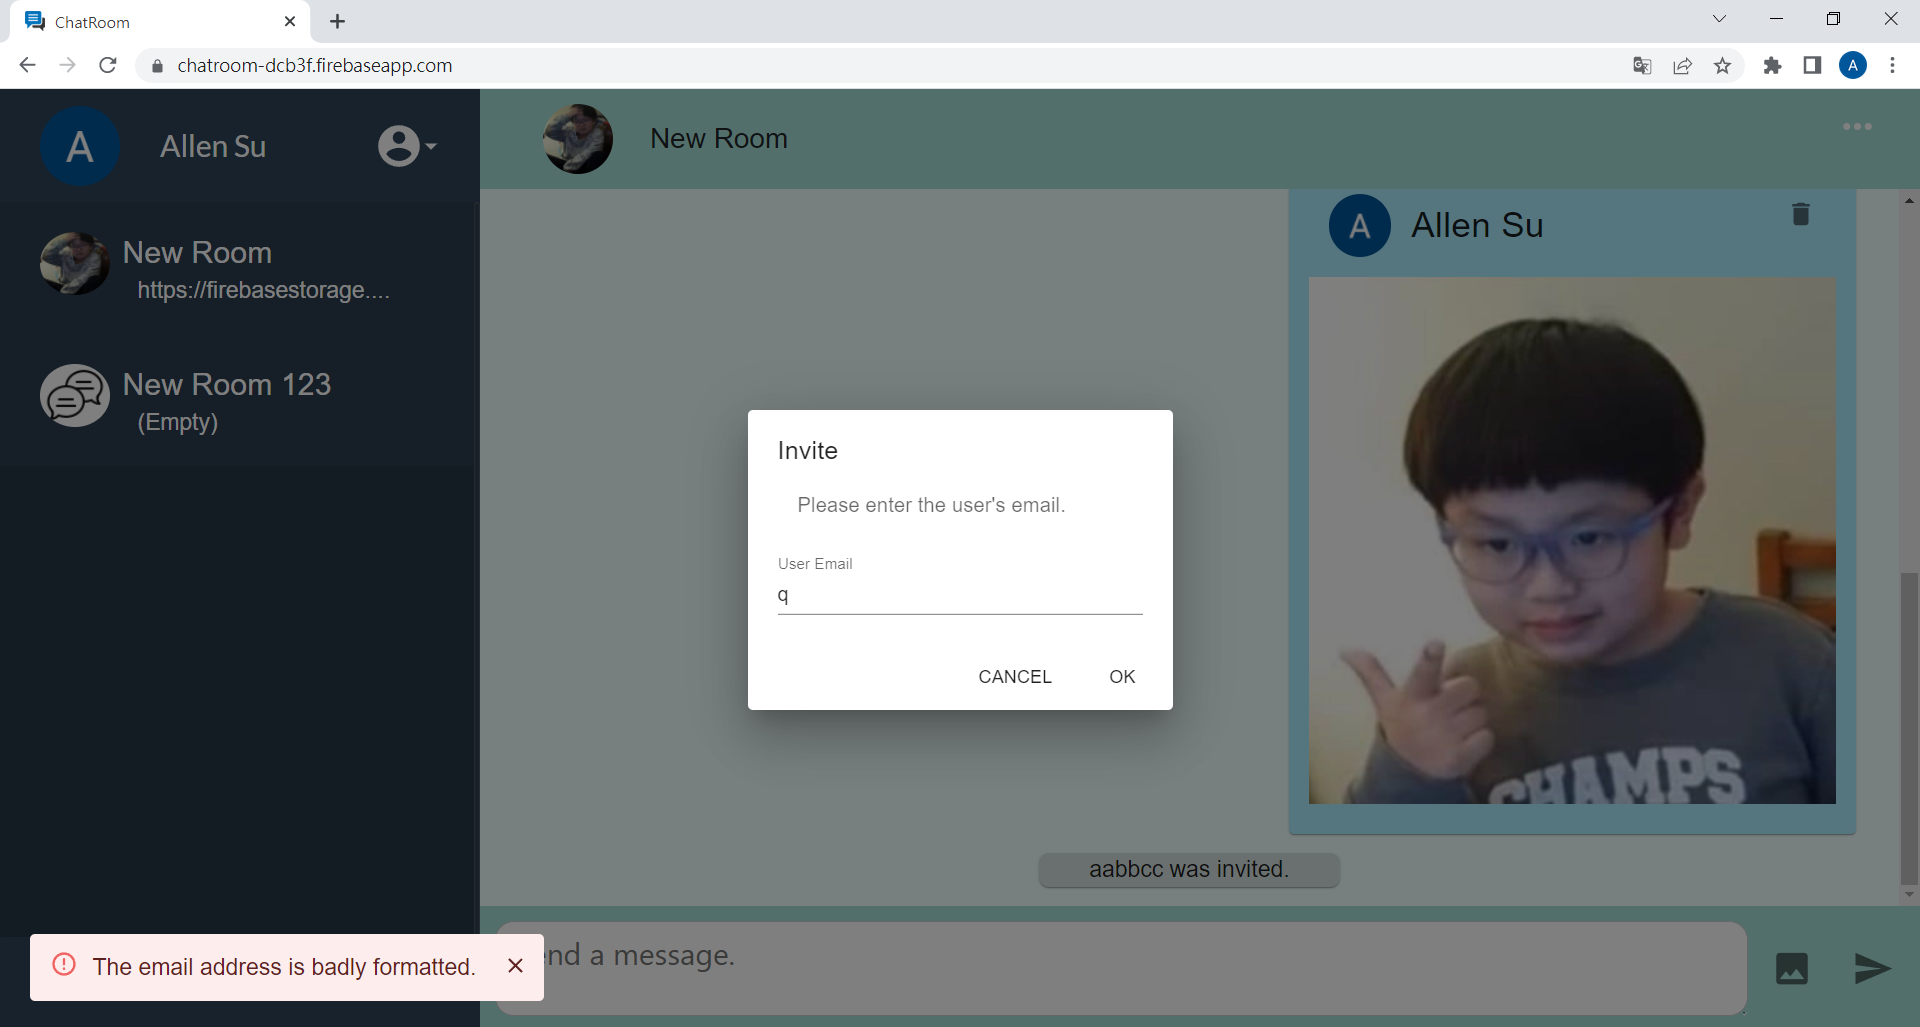 ChatRoom
chatroom-dcb3f.firebaseapp.com
A
A
Allen Su
New Room
New Room
https://firebasestorage....
New Room 123
(Empty)
A
Allen Su
CHAMPS
Invite
Please enter the user's email.
User Email
q
CANCEL
OK
aabbcc was invited.
The email address is badly formatted.
end a message.